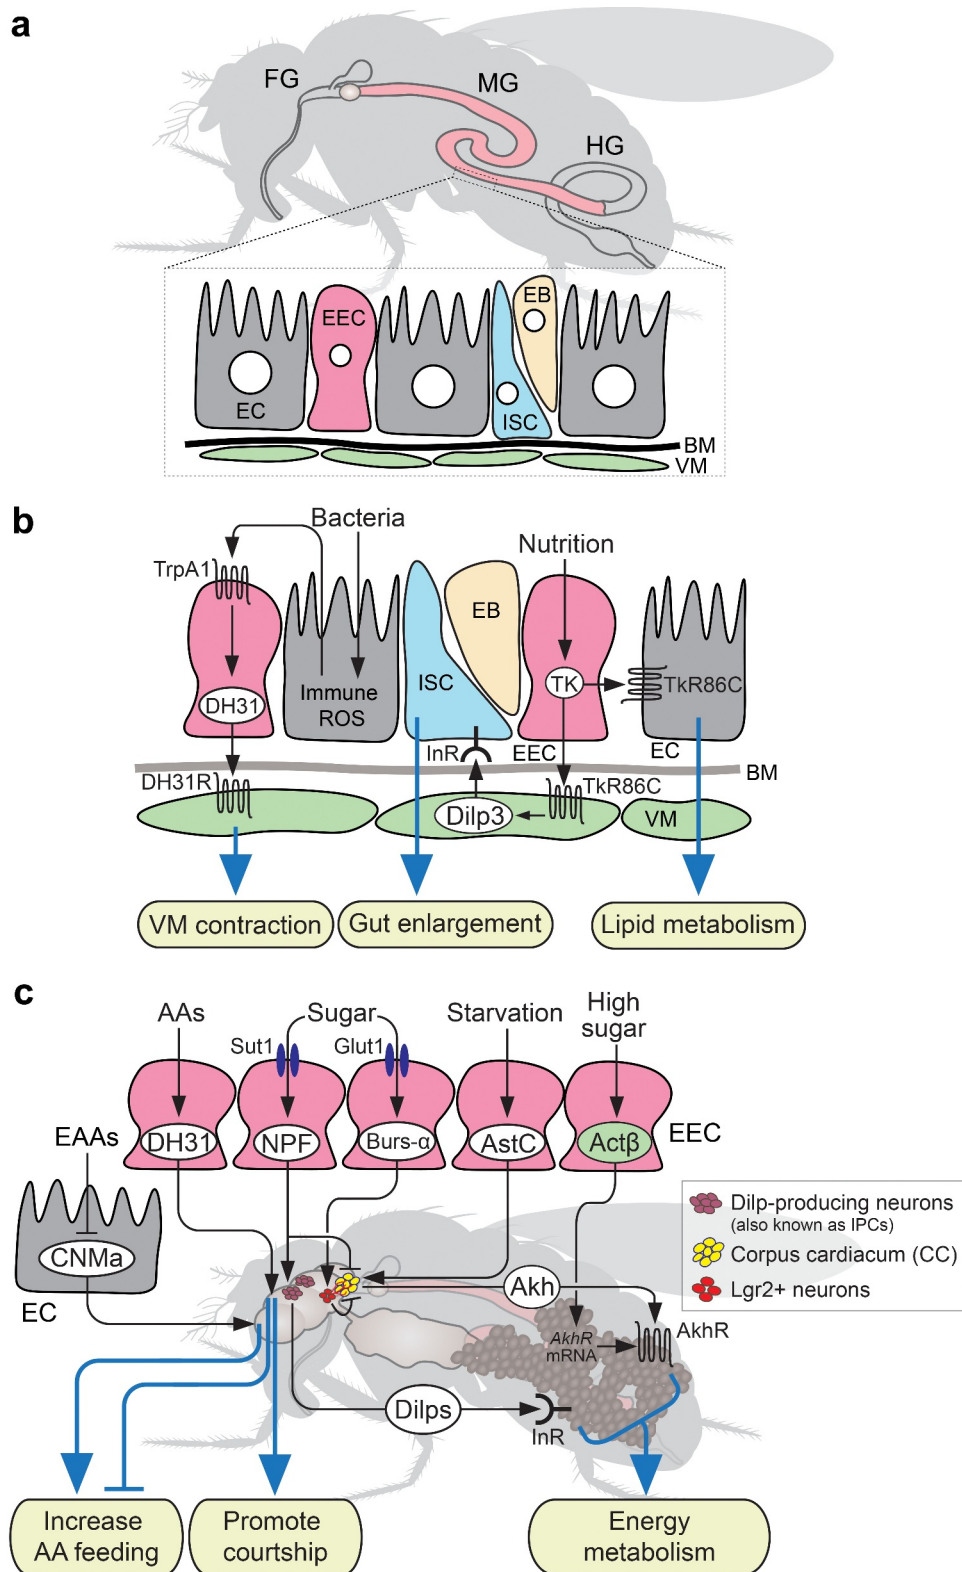 a
FG
MG
HG
EB
EEC
EC
ISC
BM
VM
b
Bacteria
Nutrition
TrpA1
EB
ISC
TK
TkR86C
Immune
ROS
DH31
InR
EEC
EC
BM
DH31R
TkR86C
Dilp3
VM
VM contraction
Gut enlargement
Lipid metabolism
c
AAs
Sugar
Starvation
High
sugar
Sut1
Glut1
EAAs
DH31
NPF
Burs-α
AstC
Actβ
EEC
CNMa
EC
Dilp-producing neurons
(also known as IPCs)
Corpus cardiacum (CC)
Lgr2+ neurons
Akh
AkhR
mRNA
AkhR
Dilps
InR
Increase
AA feeding
Promote
courtship
Energy
metabolism